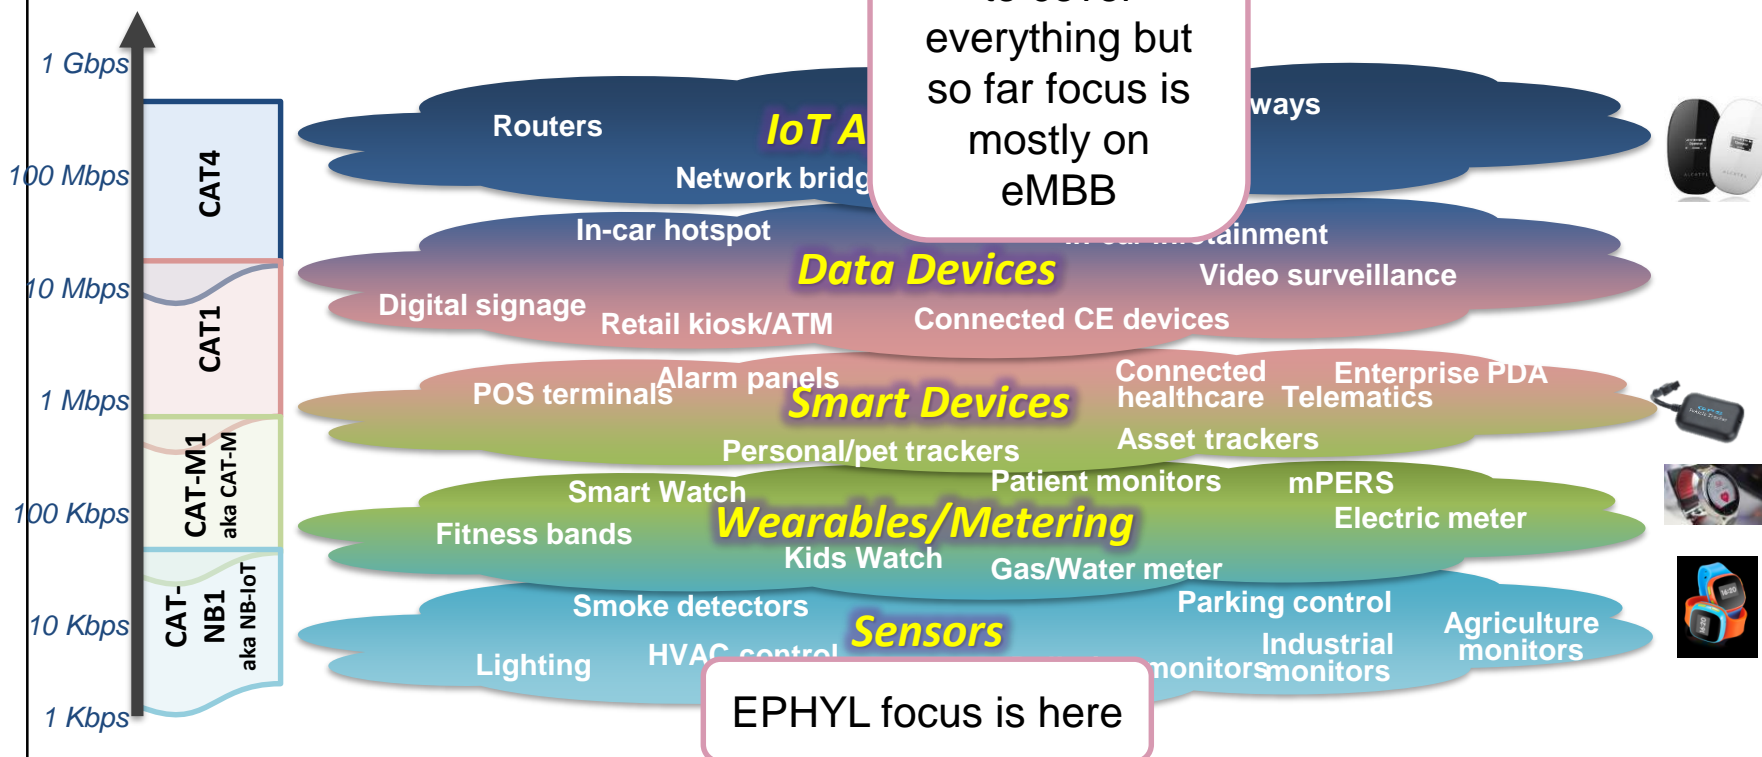 everything but
so far focus is
mostly on
eMBB
1 Gbps
100 Mbps
10 Mbps
1 Mbps
100 Kbps
10 Kbps
1 Kbps
CAT4
CAT1
CAT-M1
aka CAT-M
CAT-
NB1
aka NB-IoT
Routers
IoT A
ways
Network bridg
In-car hotspot
tainment
Data Devices
Video surveillance
Digital signage
Retail kiosk/ATM
Connected CE devices
POS terminals
Alarm panels
Smart Devices
Connected
healthcare
Telematics
Enterprise PDA
Personal/pet trackers
Asset trackers
Smart Watch
Patient monitors
mPERS
Fitness bands
Wearables/Metering
Electric meter
Kids Watch
Gas/Water meter
Smoke detectors
Parking control
Sensors
Agriculture
monitors
Lighting
HVAC control
monitors
Industrial
monitors
EPHYL focus is here